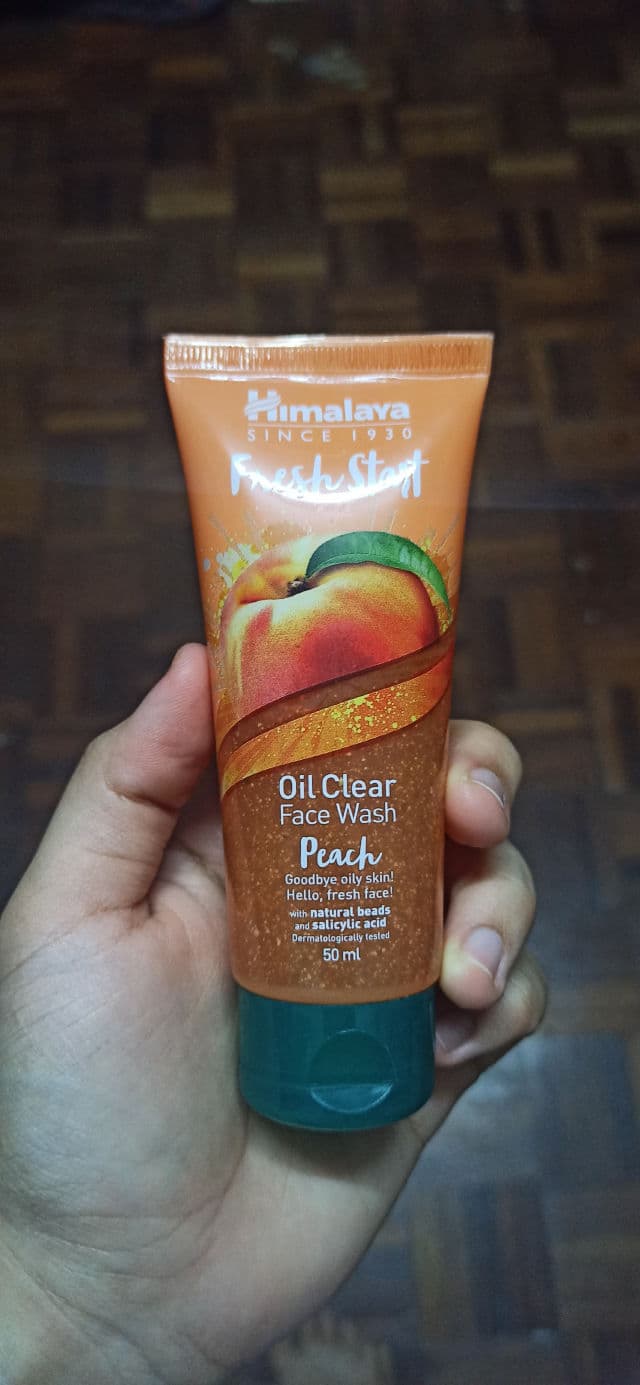 Himalaya
SINCE 1930
Fresh Start
Oil Clear
Face Wash
Peach
Goodbye oily skin!
Hello, fresh face!
with natural beads
and salicylic acid
Dermatologically tested
50 ml